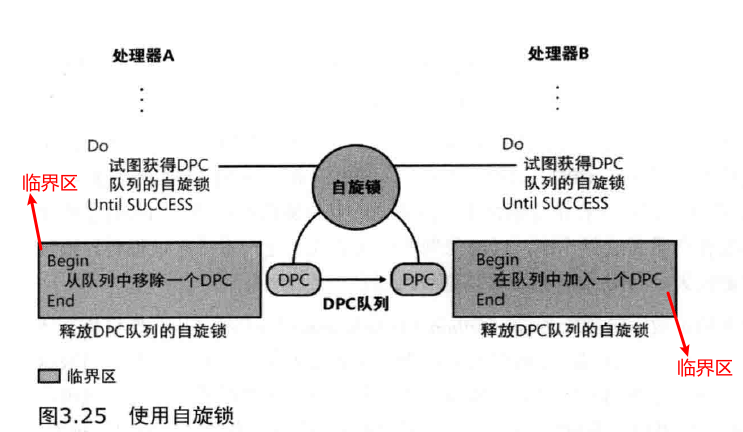 处理器A
处理器B
Do
试图获得DPC
队列的自旋锁
Until SUCCESS
自旋锁
Do
试图获得DPC
队列的自旋锁
Until SUCCESS
临界区
Begin
从队列中移除一个DPC
End
释放DPC队列的自旋锁
DPC
DPC
DPC队列
Begin
在队列中加入一个DPC
End
释放DPC队列的自旋锁
临界区
临界区
图3.25 使用自旋锁